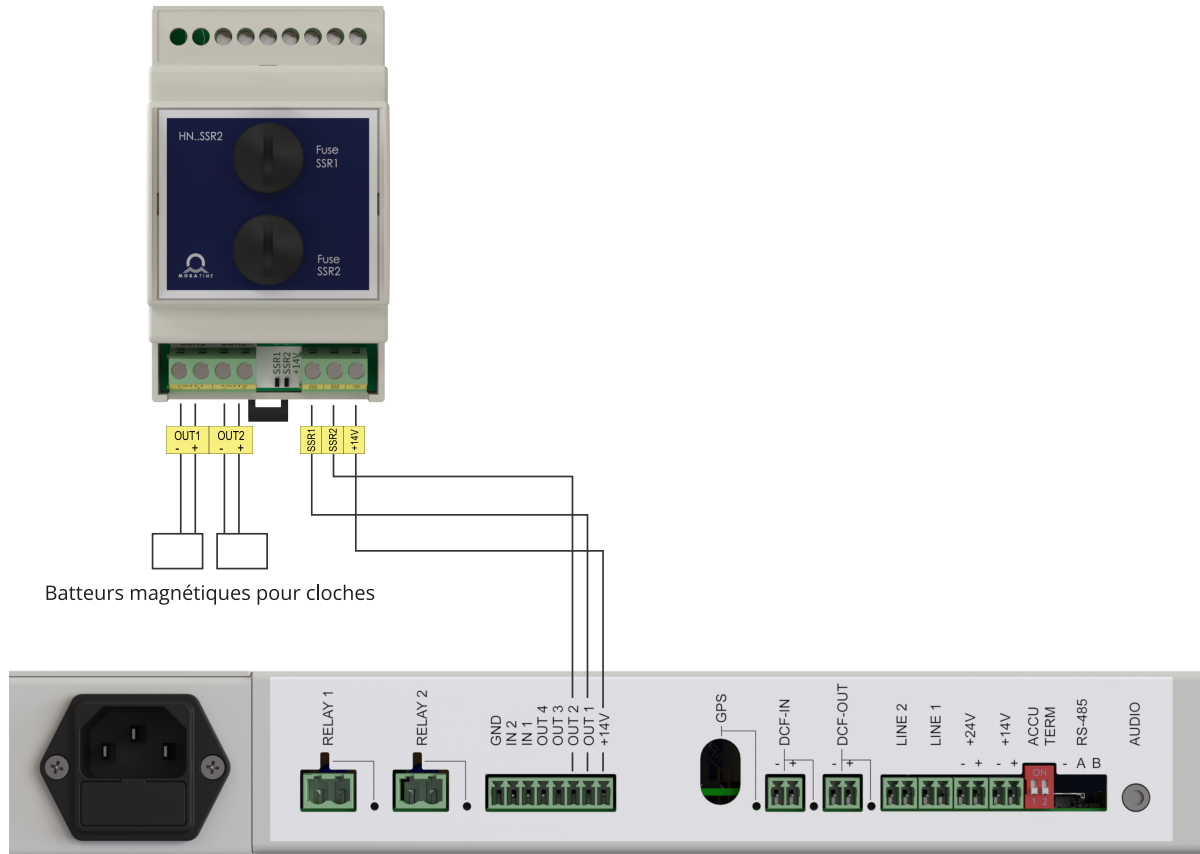 HN..SSR2
Fuse
SSR1
Fuse
SSR2
MOBATIME
SSR1
SSR2
+14V
OUT1
- +
OUT2
- +
SSR1
SSR2
+14V
Batteurs magnétiques pour cloches
RELAY 1
RELAY 2
GND
IN 2
IN 1
OUT 4
OUT 3
OUT 2
OUT 1
+14V
GPS
DCF-IN
- +
DCF-OUT
- +
LINE 2
LINE 1
+24V
- +
+14V
- +
ACCU
TERM
ON
1 2
RS-485
- A B
AUDIO